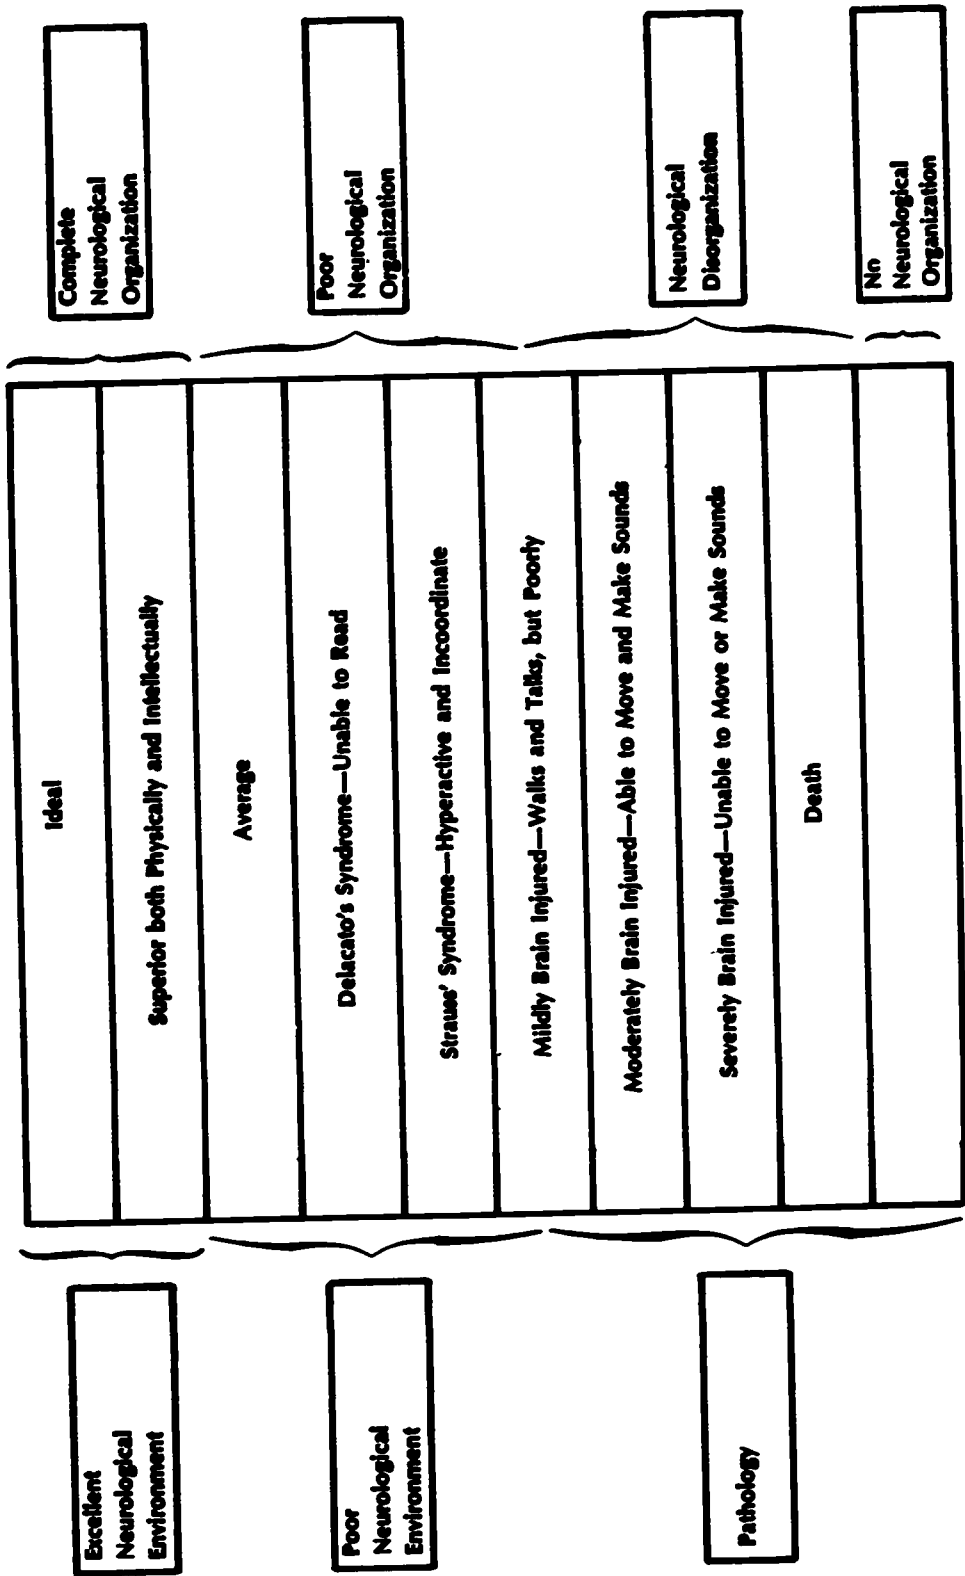 Excellent
Neurological
Environment
Poor
Neurological
Environment
Pathology
Ideal
Superior both Physically and Intellectually
Average
Delacato's Syndrome—Unable to Read
Strauss' Syndrome—Hyperactive and Incoordinate
Mildly Brain Injured—Walks and Talks, but Poorly
Moderately Brain Injured—Able to Move and Make Sounds
Severely Brain Injured—Unable to Move or Make Sounds
Death
Complete
Neurological
Organization
Poor
Neurological
Organization
Neurological
Disorganization
No
Neurological
Organization